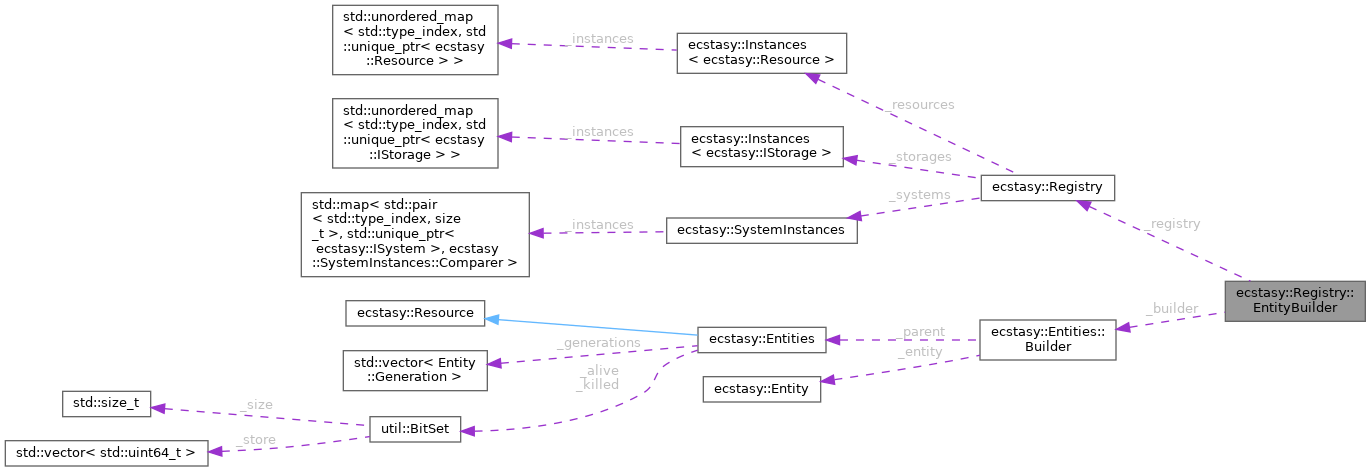 std::unordered_map
< std::type_index, std
::unique_ptr< ecstasy
::Resource > >
_instances
ecstasy::Instances
< ecstasy::Resource >
_resources
std::unordered_map
< std::type_index, std
::unique_ptr< ecstasy
::IStorage > >
_instances
ecstasy::Instances
< ecstasy::IStorage >
_storages
ecstasy::Registry
std::map< std::pair
< std::type_index, size
_t >, std::unique_ptr<
ecstasy::ISystem >, ecstasy
::SystemInstances::Comparer >
_instances
ecstasy::SystemInstances
_systems
_registry
ecstasy::Registry::
EntityBuilder
_builder
ecstasy::Resource
ecstasy::Entities
_parent
ecstasy::Entities::
Builder
_generations
_entity
std::vector< Entity
::Generation >
_alive
_killed
ecstasy::Entity
std::size_t
_size
util::BitSet
_store
std::vector< std::uint64_t >